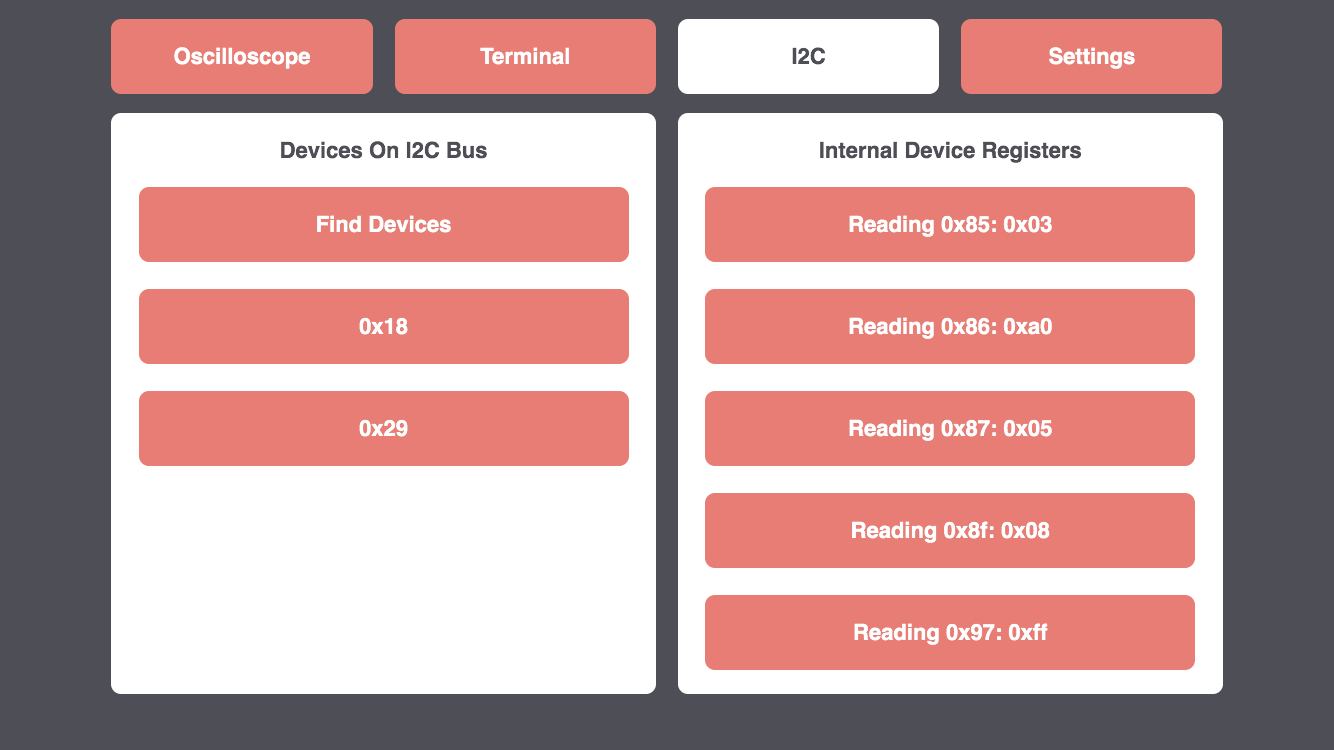 Oscilloscope
Terminal
I2C
Settings
Devices On I2C Bus
Find Devices
0x18
0x29
Internal Device Registers
Reading 0x85: 0x03
Reading 0x86: 0xa0
Reading 0x87: 0x05
Reading 0x8f: 0x08
Reading 0x97: 0xff